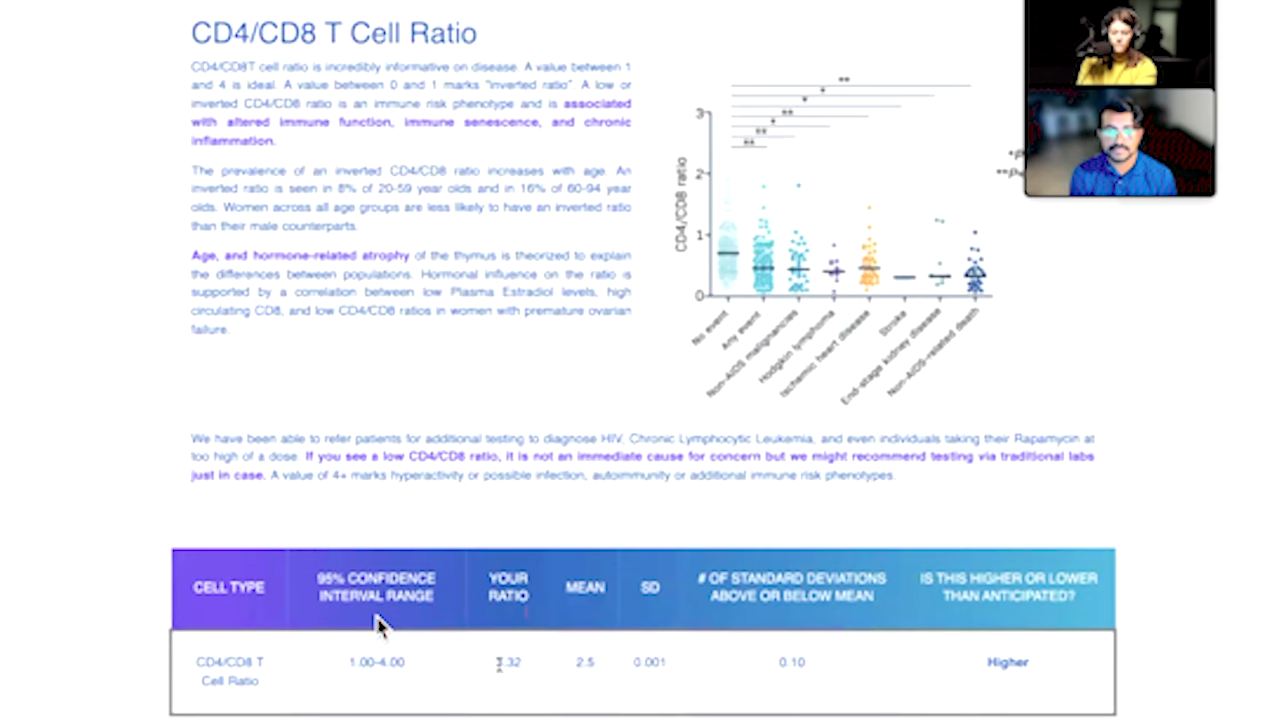 CD4/CD8 T Cell Ratio
CD4/CD8T cell ratio is incredibly informative on disease. A value between 1
and 4 is ideal. A value between 0 and 1 marks "inverted ratio" A low or
inverted CD4/CD8 ratio is an immune risk phenotype and is associated
with altered immune function, immune senescence, and chronic
inflammation.
The prevalence of an inverted CD4/CD8 ratio increases with age. An
inverted ratio is seen in 8% of 20-59 year olds and in 16% of 60-94 year
olds. Women across all age groups are less likely to have an inverted ratio
than their male counterparts.
Age, and hormone-related atrophy of the thymus is theorized to explain
the differences between populations. Hormonal influence on the ratio is
supported by a correlation between low Plasma Estradiol levels, high
circulating CD8, and low CD4/CD8 ratios in women with premature ovarian
failure.
**
*
*
**
*
**
**
CD4/CD8 ratio
3
2
1
0
No event
Any event
Non-AIDS malignancies
Hodgkin lymphoma
Ischemic heart disease
Stroke
End-stage kidney disease
Non-AIDS-related death
We have been able to refer patients for additional testing to diagnose HIV, Chronic Lymphocytic Leukemia, and even individuals taking their Rapamycin at
too high of a dose. If you see a low CD4/CD8 ratio, it is not an immediate cause for concern but we might recommend testing via traditional labs
just in case. A value of 4+ marks hyperactivity or possible infection, autoimmunity or additional immune risk phenotypes.
CELL TYPE
95% CONFIDENCE
INTERVAL RANGE
YOUR
RATIO
MEAN
SD
# OF STANDARD DEVIATIONS
ABOVE OR BELOW MEAN
IS THIS HIGHER OR LOWER
THAN ANTICIPATED?
CD4/CD8 T
Cell Ratio
1.00-4.00
.32
2.5
0.001
0.10
Higher